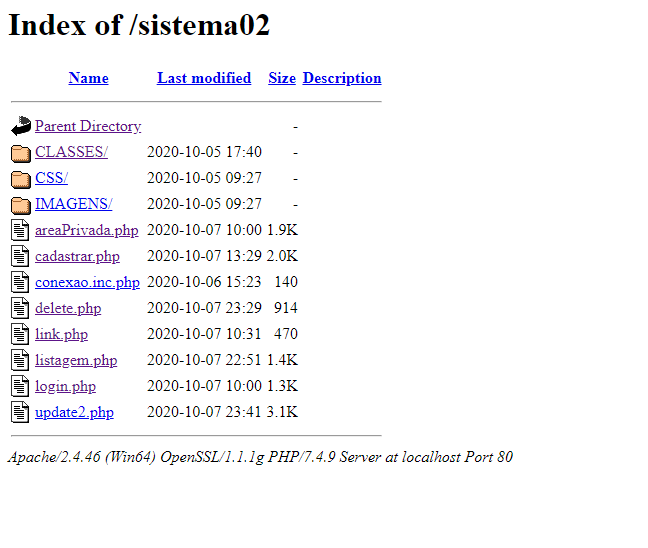 Index of /sistema02
Name Last modified Size Description
Parent Directory -
CLASSES/ 2020-10-05 17:40 -
CSS/ 2020-10-05 09:27 -
IMAGENS/ 2020-10-05 09:27 -
areaPrivada.php 2020-10-07 10:00 1.9K
cadastrar.php 2020-10-07 13:29 2.0K
conexao.inc.php 2020-10-06 15:23 140
delete.php 2020-10-07 23:29 914
link.php 2020-10-07 10:31 470
listagem.php 2020-10-07 22:51 1.4K
login.php 2020-10-07 10:00 1.3K
update2.php 2020-10-07 23:41 3.1K
Apache/2.4.46 (Win64) OpenSSL/1.1.1g PHP/7.4.9 Server at localhost Port 80